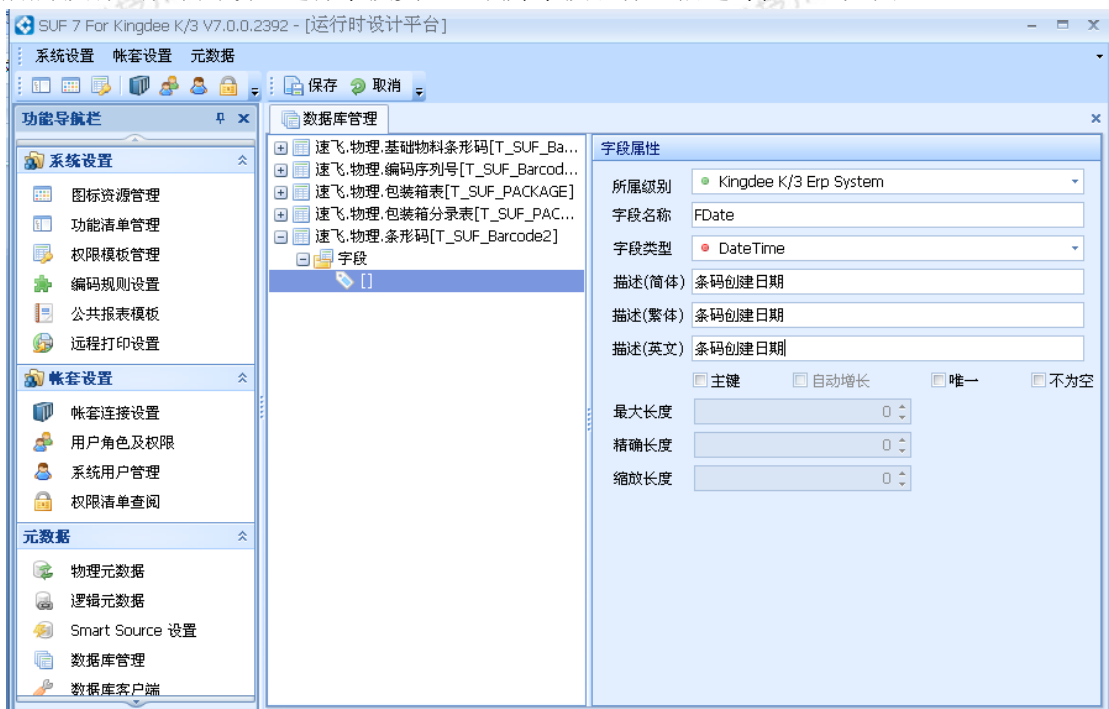 SUF 7 For Kingdee K/3 V7.0.0.2392 - [运行时设计平台]
系统设置 帐套设置 元数据
保存 取消
功能导航栏
系统设置
图标资源管理
功能清单管理
权限模板管理
编码规则设置
公共报表模板
远程打印设置
帐套设置
帐套连接设置
用户角色及权限
系统用户管理
权限清单查阅
元数据
物理元数据
逻辑元数据
Smart Source 设置
数据库管理
数据库客户端
数据库管理
速飞.物理.基础物料条形码[T_SUF_Ba...
速飞.物理.编码序列号[T_SUF_Barcod...
速飞.物理.包装箱表[T_SUF_PACKAGE]
速飞.物理.包装箱分录表[T_SUF_PAC...
速飞.物理.条形码[T_SUF_Barcode2]
字段
[]
字段属性
所属级别 Kingdee K/3 Erp System
字段名称 FDate
字段类型 DateTime
描述(简体) 条码创建日期
描述(繁体) 条码创建日期
描述(英文) 条码创建日期
主键 自动增长 唯一 不为空
最大长度 0
精确长度 0
缩放长度 0